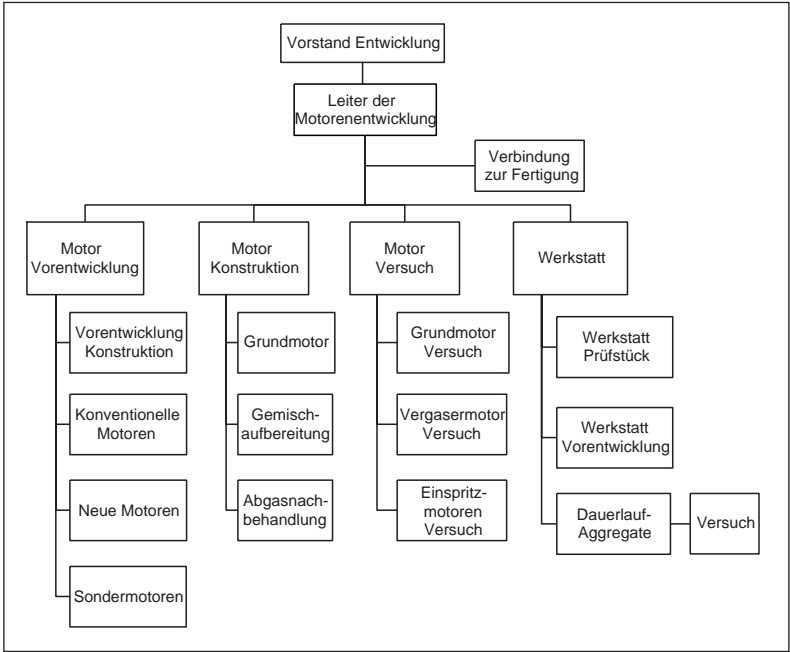 Vorstand Entwicklung
Leiter der
Motorenentwicklung
Verbindung
zur Fertigung
Motor
Vorentwicklung
Motor
Konstruktion
Motor
Versuch
Werkstatt
Vorentwicklung
Konstruktion
Konventionelle
Motoren
Neue Motoren
Sondermotoren
Grundmotor
Gemisch-
aufbereitung
Abgasnach-
behandlung
Grundmotor
Versuch
Vergasermotor
Versuch
Einspritz-
motoren
Versuch
Werkstatt
Prüfstück
Werkstatt
Vorentwicklung
Dauerlauf-
Aggregate
Versuch